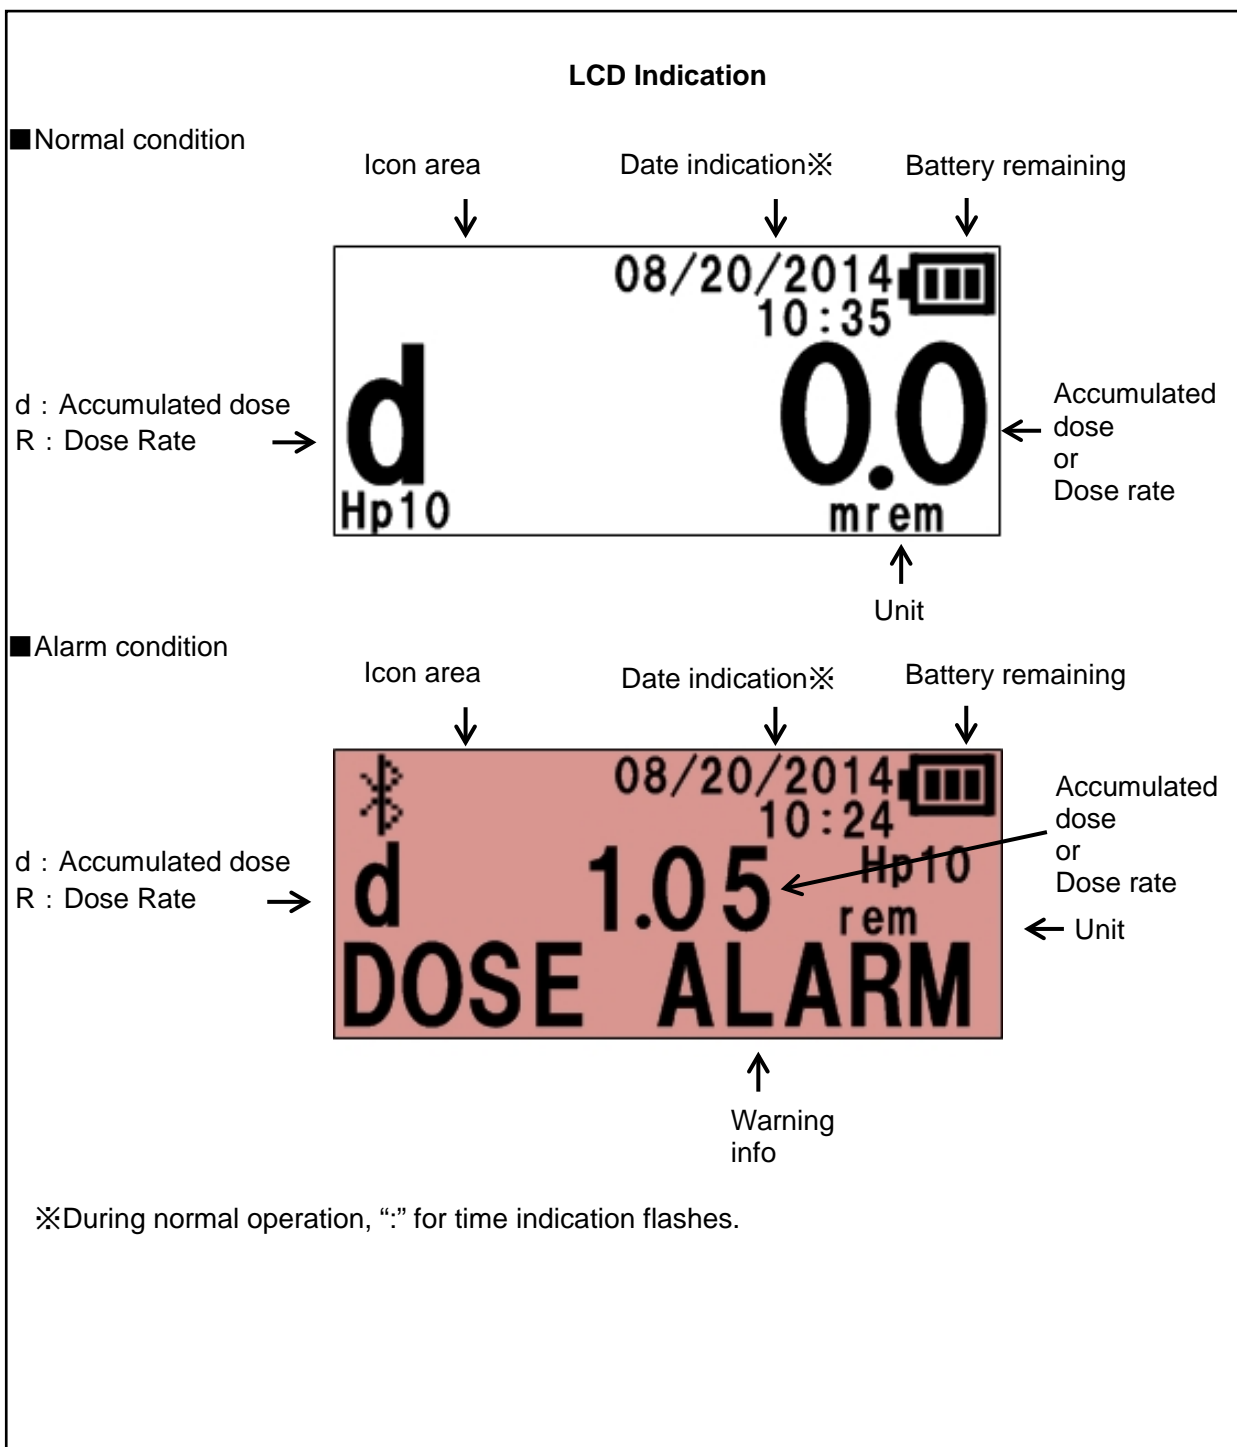 LCD Indication
■Normal condition
Icon area
Date indication※
Battery remaining
08/20/2014
10:35
d : Accumulated dose
R : Dose Rate
d
0.0
Accumulated
dose
or
Dose rate
Hp10
mrem
Unit
■Alarm condition
Icon area
Date indication※
Battery remaining
08/20/2014
10:24
Accumulated
dose
or
Dose rate
d : Accumulated dose
R : Dose Rate
d
1.05
Hp10
rem
Unit
DOSE ALARM
Warning
info
※During normal operation, “:” for time indication flashes.